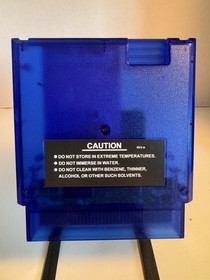 CAUTION
REV-A
● DO NOT STORE IN EXTREME TEMPERATURES.
● DO NOT IMMERSE IN WATER.
● DO NOT CLEAN WITH BENZENE, THINNER,
ALCOHOL OR OTHER SUCH SOLVENTS.